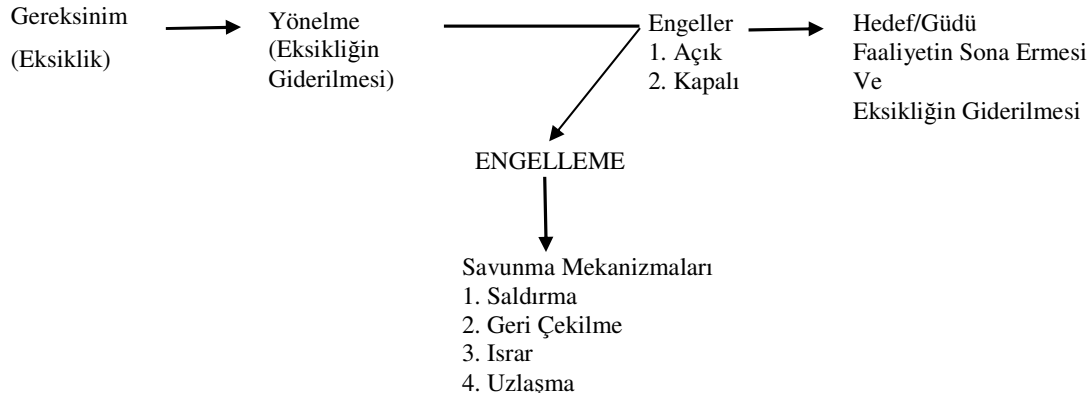 Gereksinim
(Eksiklik)
Yönelme
(Eksikliğin
Giderilmesi)
Engeller
1. Açık
2. Kapalı
Hedef/Güdü
Faaliyetin Sona Ermesi
Ve
Eksikliğin Giderilmesi
ENGELLEME
Savunma Mekanizmaları
1. Saldırma
2. Geri Çekilme
3. Israr
4. Uzlaşma